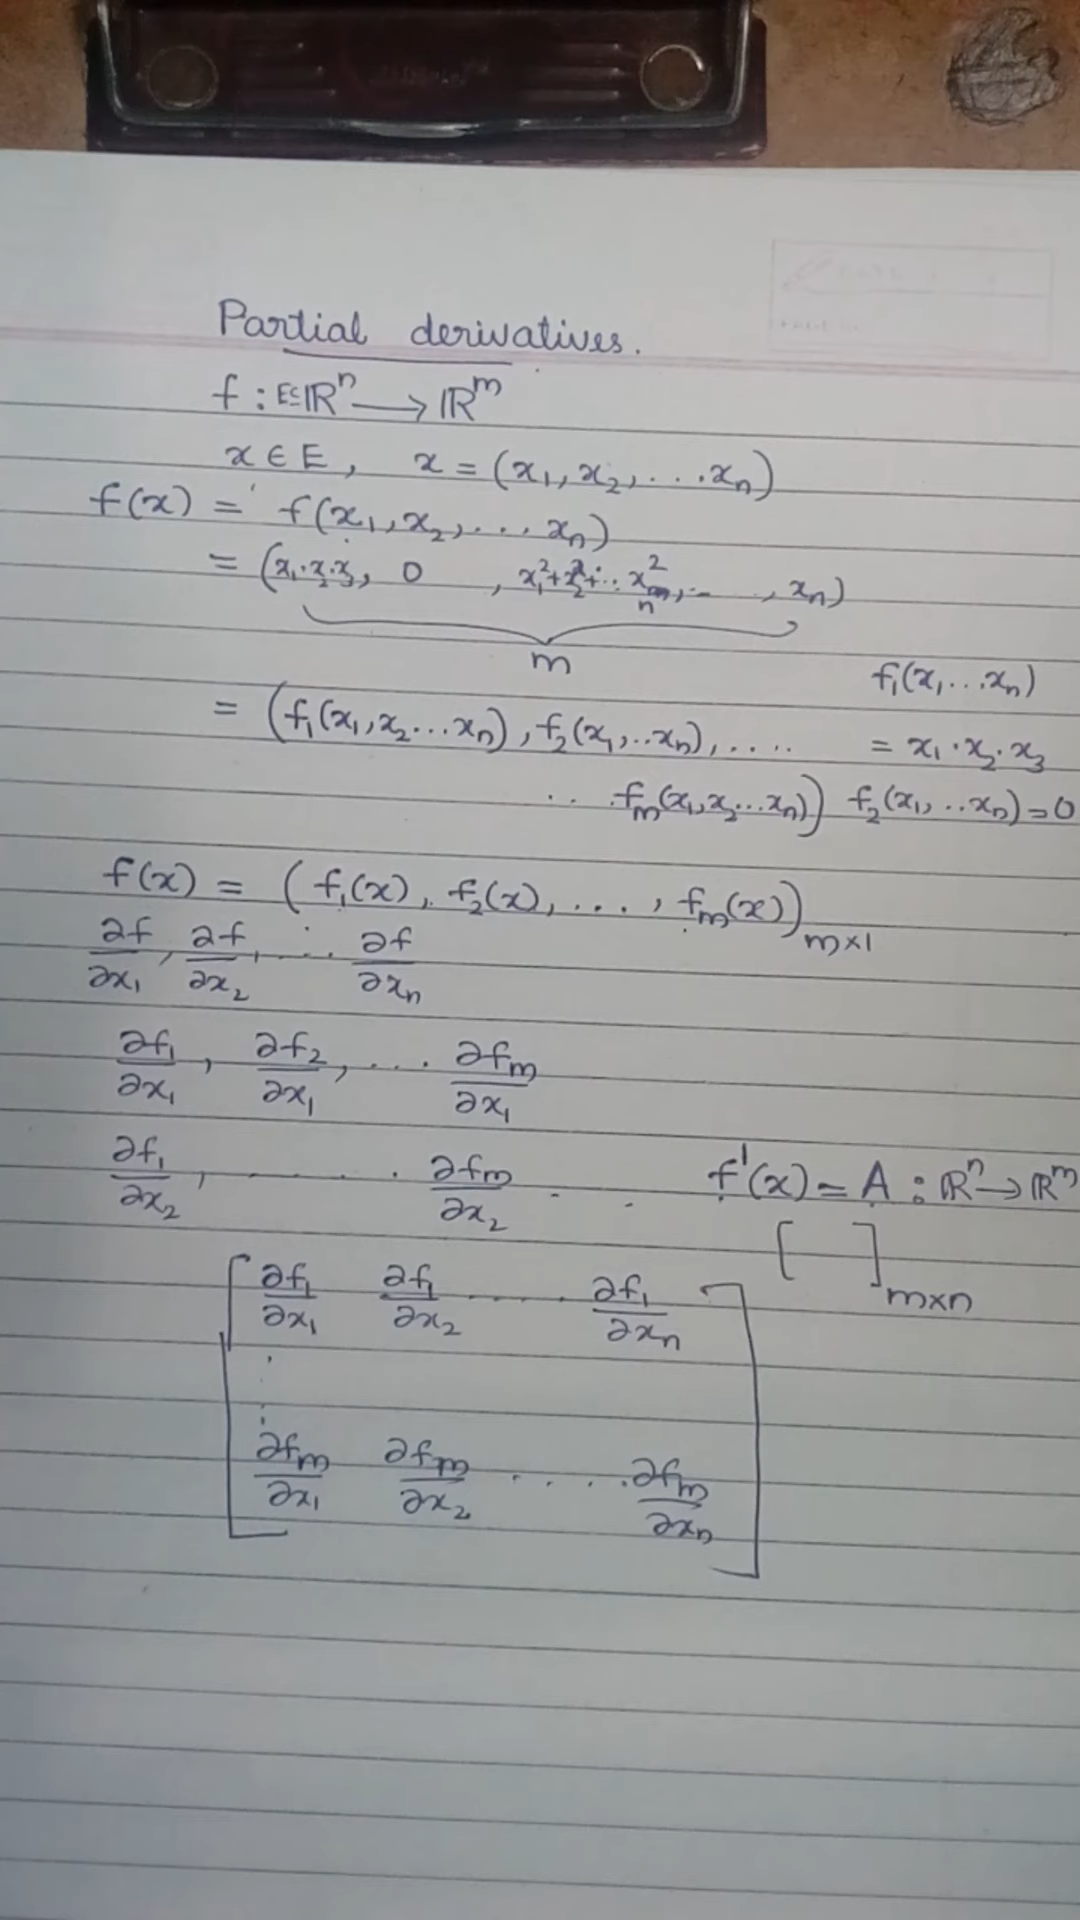 Partial derivatives.
f : E⊆ℝⁿ ⟶ ℝᵐ
x ∈ E, x = (x₁, x₂, ... xₙ)
f(x) = f(x₁, x₂, ... xₙ)
= (x₁·x₂·x₃, 0, x₁²+x₂²+...xₙ², ..., xₙ)
m
f₁(x₁...xₙ)
= (f₁(x₁,x₂...xₙ), f₂(x₁,..xₙ), .... = x₁·x₂·x₃
.. fₘ(x₁,x₂...xₙ)) f₂(x₁,..xₙ)=0
f(x) = (f₁(x), f₂(x), ..., fₘ(x))ₘₓ₁
∂f/∂x₁, ∂f/∂x₂, ... ∂f/∂xₙ
∂f₁/∂x₁, ∂f₂/∂x₁, ... ∂fₘ/∂x₁
∂f₁/∂x₂, ....... ∂fₘ/∂x₂ . . f'(x) = A : ℝⁿ → ℝᵐ
[ ]ₘₓₙ
[ ∂f₁/∂x₁ ∂f₁/∂x₂ ..... ∂f₁/∂xₙ
⋮
∂fₘ/∂x₁ ∂fₘ/∂x₂ ..... ∂fₘ/∂xₙ ]